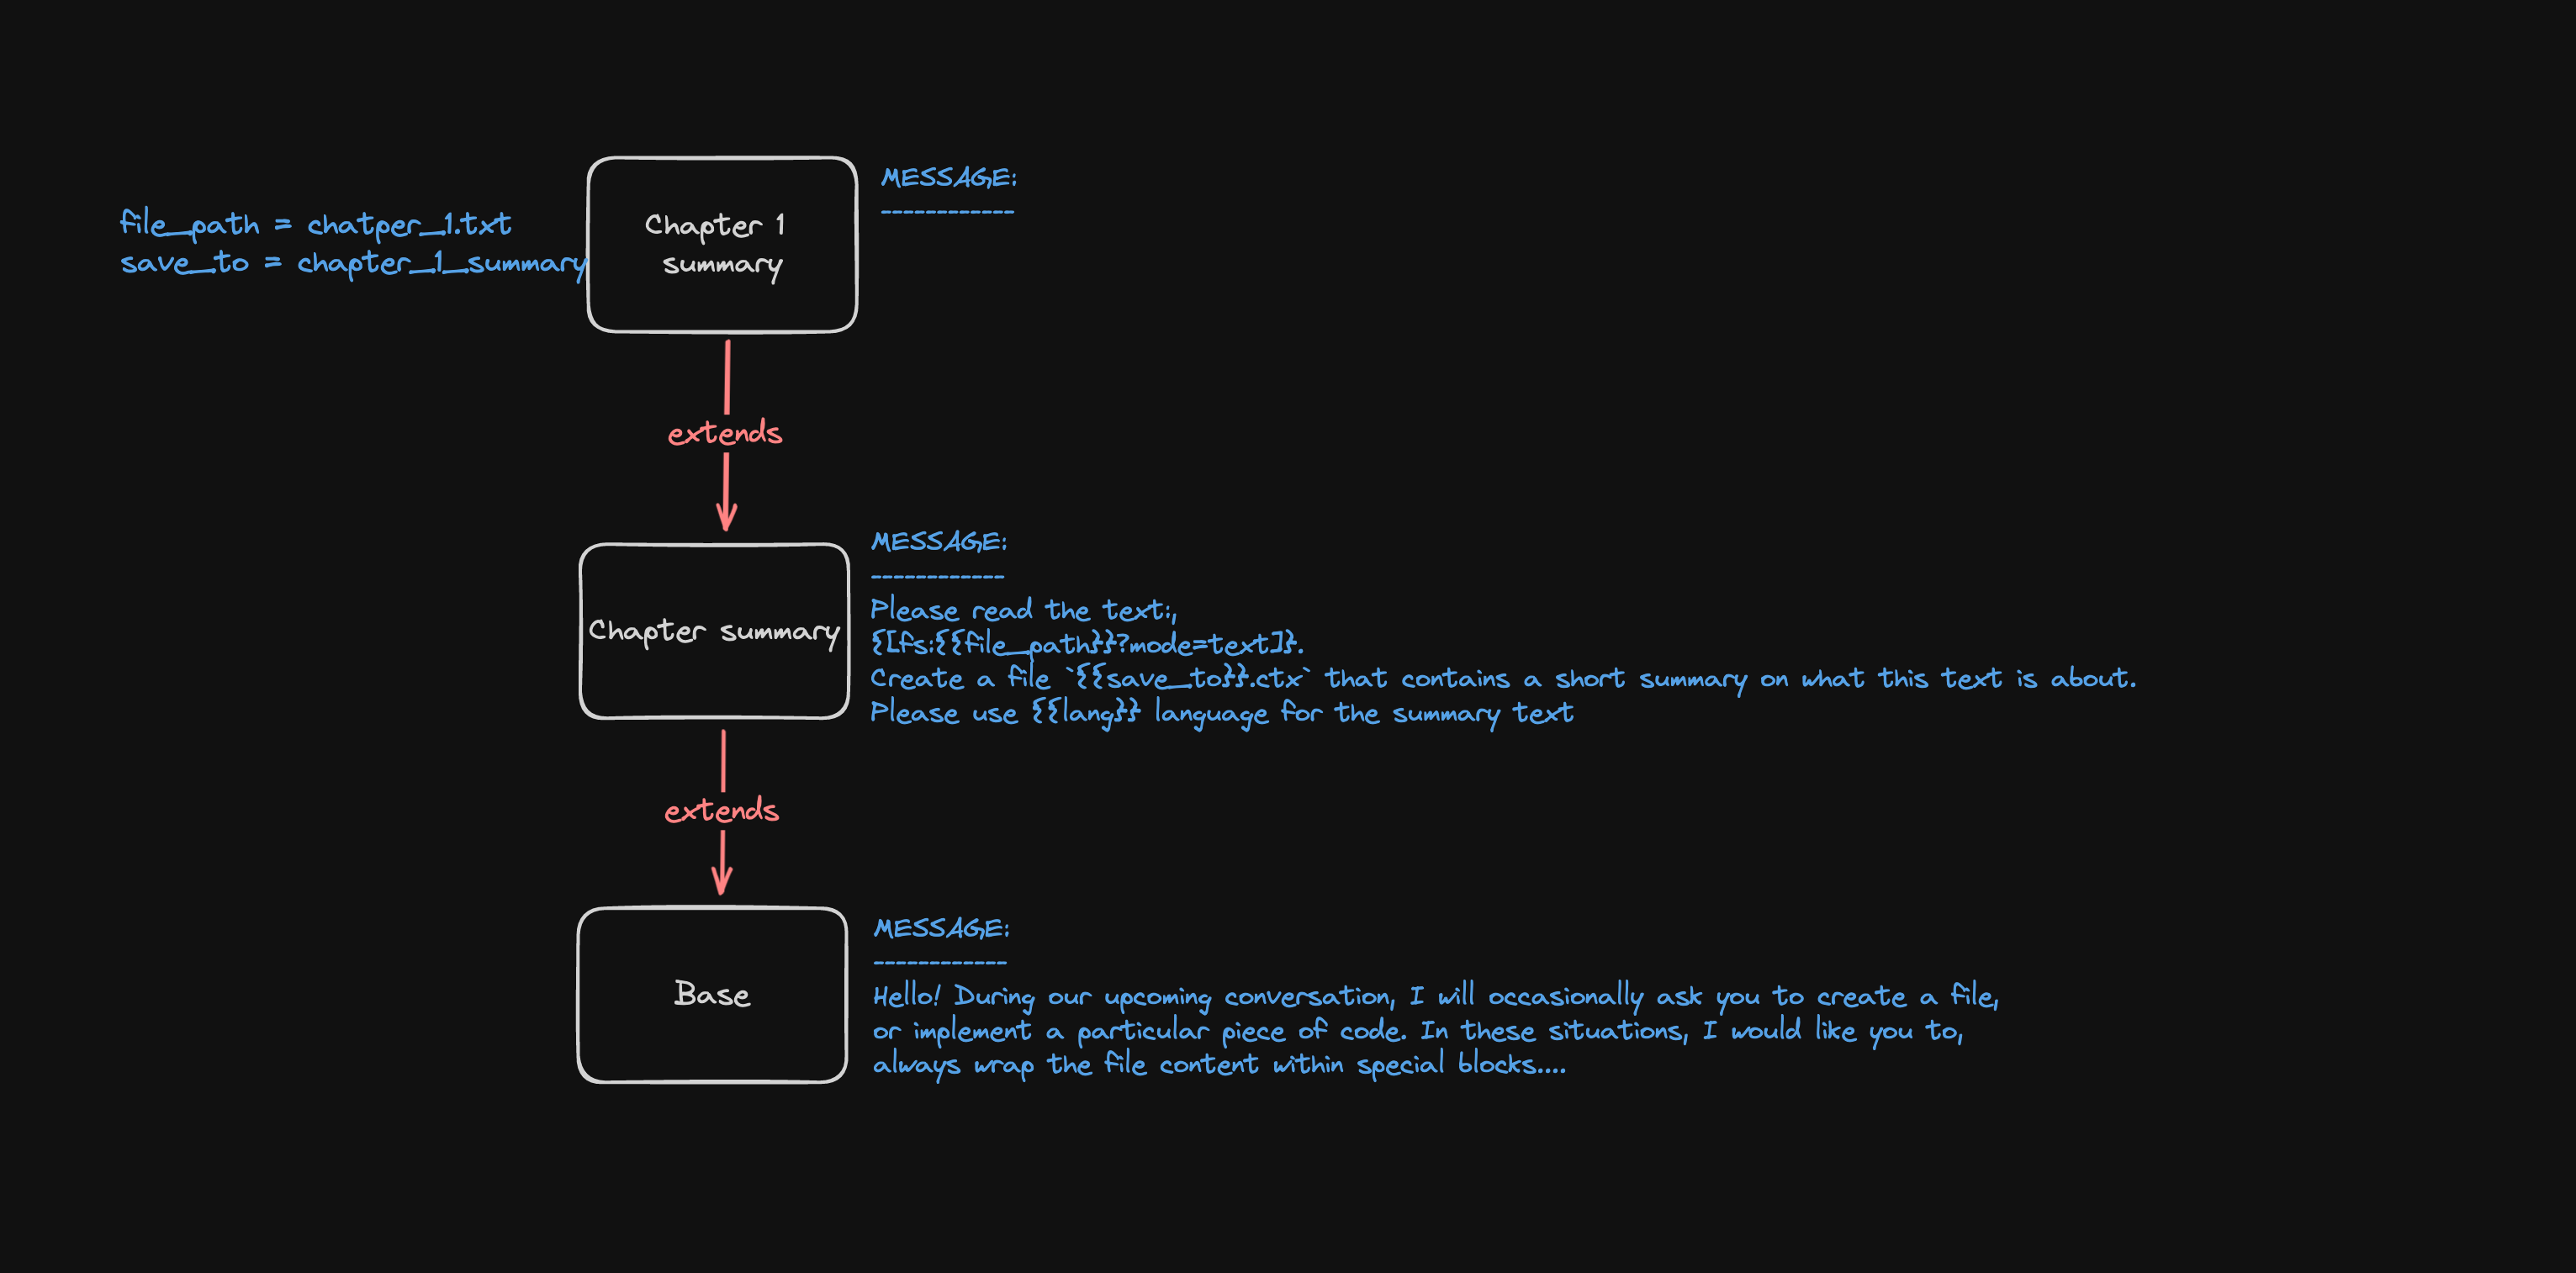 MESSAGE:
------------
file_path = chatper_1.txt
save_to = chapter_1_summary
Chapter 1
summary
extends
MESSAGE:
------------
Please read the text:,
{[fs:{{file_path}}?mode=text]}.
Create a file `{{save_to}}.ctx` that contains a short summary on what this text is about.
Please use {{lang}} language for the summary text
Chapter summary
extends
MESSAGE:
------------
Hello! During our upcoming conversation, I will occasionally ask you to create a file,
or implement a particular piece of code. In these situations, I would like you to,
always wrap the file content within special blocks....
Base